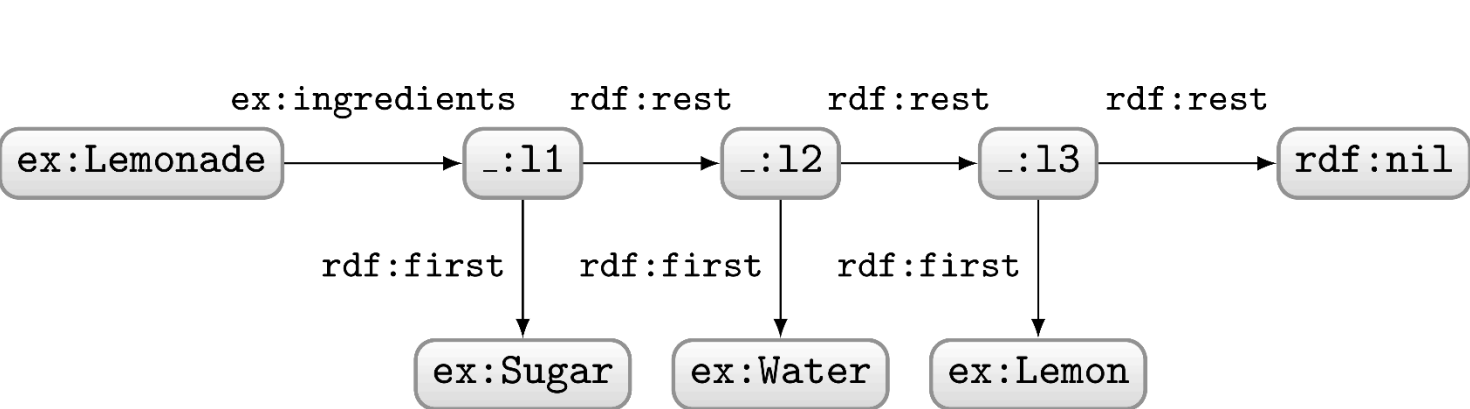 ex:ingredients rdf:rest rdf:rest rdf:rest
ex:Lemonade _:l1 _:l2 _:l3 rdf:nil
rdf:first rdf:first rdf:first
ex:Sugar ex:Water ex:Lemon